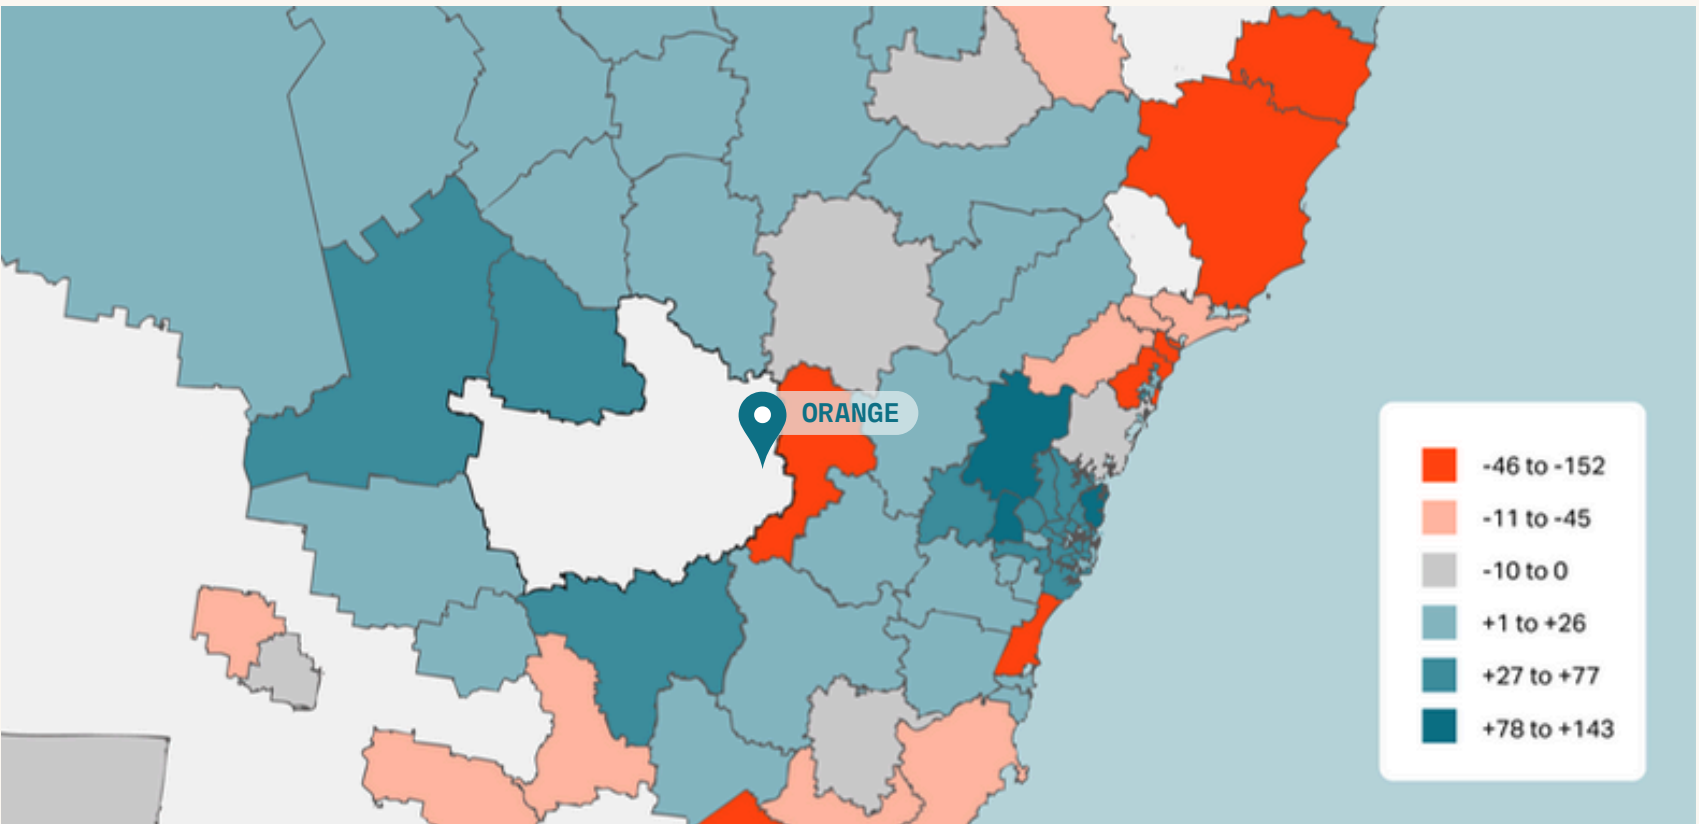 ORANGE
-46 to -152
-11 to -45
-10 to 0
+1 to +26
+27 to +77
+78 to +143